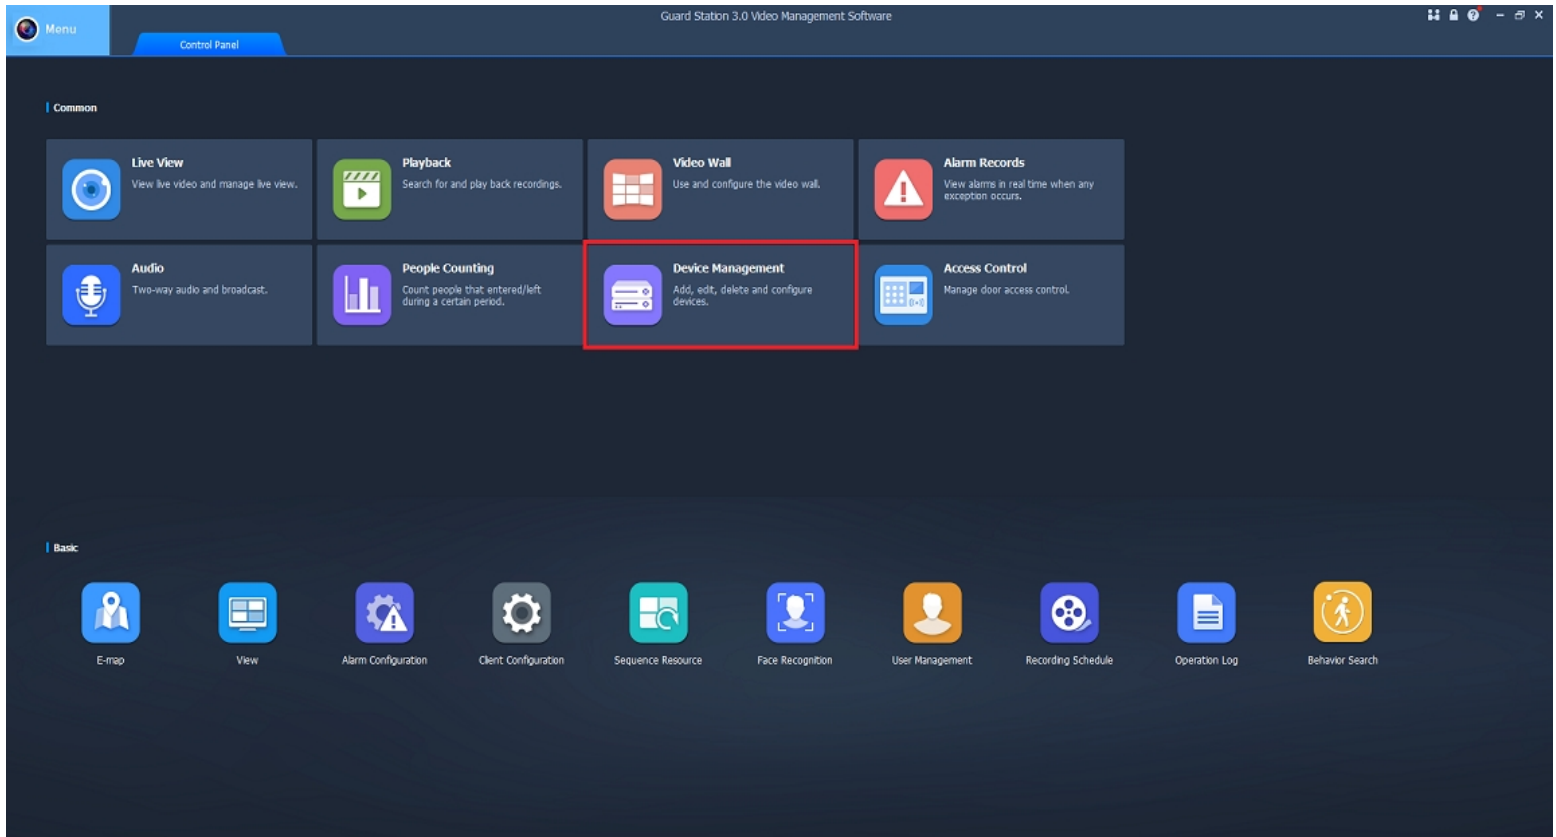 Guard Station 3.0 Video Management Software
Menu
Control Panel
Common
Live View
View live video and manage live view.
Playback
Search for and play back recordings.
Video Wall
Use and configure the video wall.
Alarm Records
View alarms in real time when any
exception occurs.
Audio
Two-way audio and broadcast.
People Counting
Count people that entered/left
during a certain period.
Device Management
Add, edit, delete and configure
devices.
Access Control
Manage door access control.
Basic
E-map
View
Alarm Configuration
Client Configuration
Sequence Resource
Face Recognition
User Management
Recording Schedule
Operation Log
Behavior Search